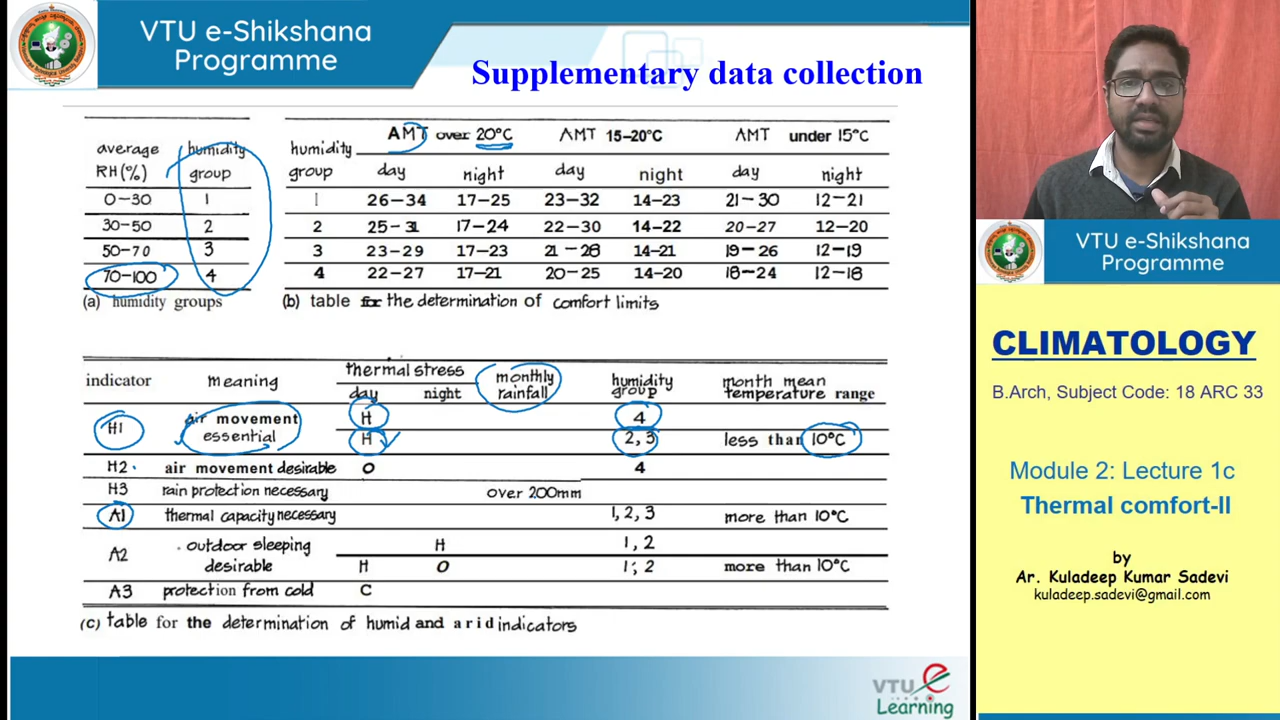 VTU e-Shikshana
Programme
Supplementary data collection
average RH(%) humidity group
0-30 1
30-50 2
50-70 3
70-100 4
(a) humidity groups
humidity group AMT over 20°C AMT 15-20°C AMT under 15°C
day night day night day night
1 26-34 17-25 23-32 14-23 21-30 12-21
2 25-31 17-24 22-30 14-22 20-27 12-20
3 23-29 17-23 21-28 14-21 19-26 12-19
4 22-27 17-21 20-25 14-20 18-24 12-18
(b) table for the determination of comfort limits
indicator meaning thermal stress monthly rainfall humidity group month mean temperature range
day night
H1 air movement essential H 4
H 2, 3 less than 10°C
H2 air movement desirable O 4
H3 rain protection necessary over 200mm
A1 thermal capacity necessary 1, 2, 3 more than 10°C
A2 outdoor sleeping desirable H 1, 2
H O 1, 2 more than 10°C
A3 protection from cold C
(c) table for the determination of humid and arid indicators
VTU e
Learning
VTU e-Shikshana
Programme
CLIMATOLOGY
B.Arch, Subject Code: 18 ARC 33
Module 2: Lecture 1c
Thermal comfort-II
by
Ar. Kuladeep Kumar Sadevi
kuladeep.sadevi@gmail.com